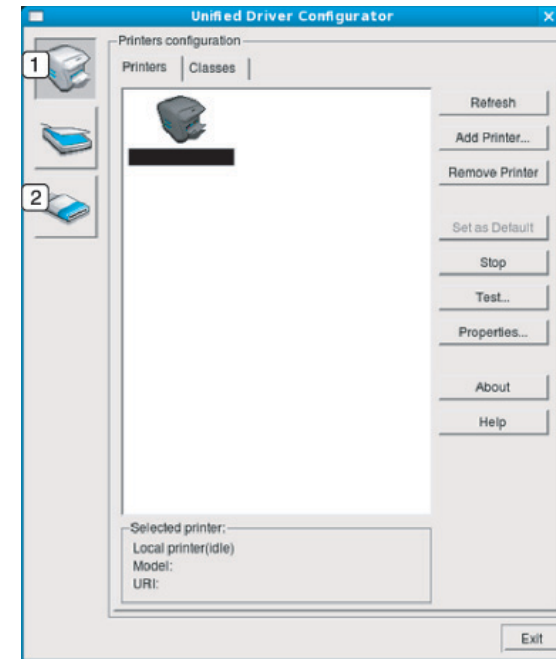 Unified Driver Configurator
1
2
Printers configuration
Printers
Classes
Refresh
Add Printer...
Remove Printer
Set as Default
Stop
Test...
Properties...
About
Help
Selected printer:
Local printer(idle)
Model:
URI:
Exit